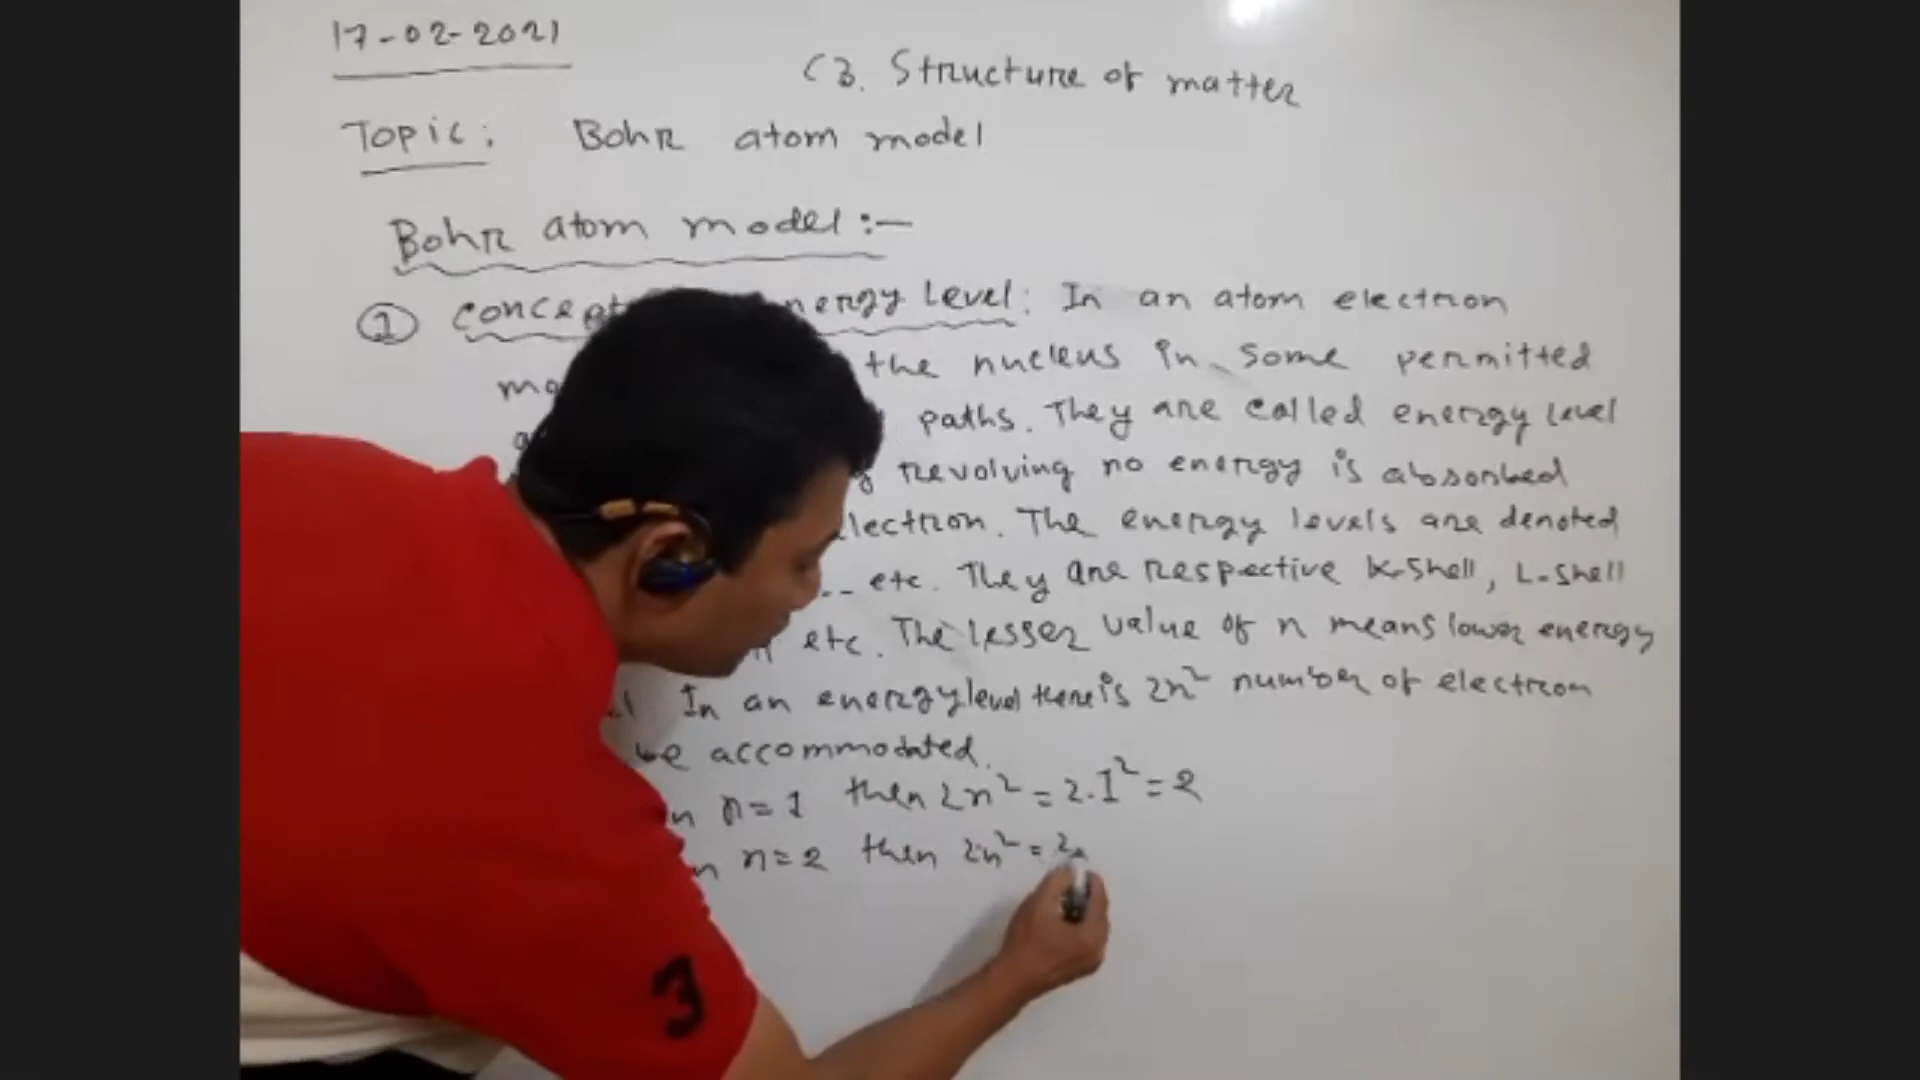 17-02-2021
C3. Structure of matter
Topic: Bohr atom model
Bohr atom model :-
① Concept nergy Level: In an atom electron
the nucleus in some permitted
paths. They are called energy level
revolving no energy is absorbed
lectron. The energy levels are denoted
-- etc. They are respective K-shell, L-shell
etc. The lesser value of n means lower energy
In an energy level there is 2n² number of electron
be accommodated.
n n=1 then 2n² = 2.1² = 2
n n=2 then 2n² = 2
3